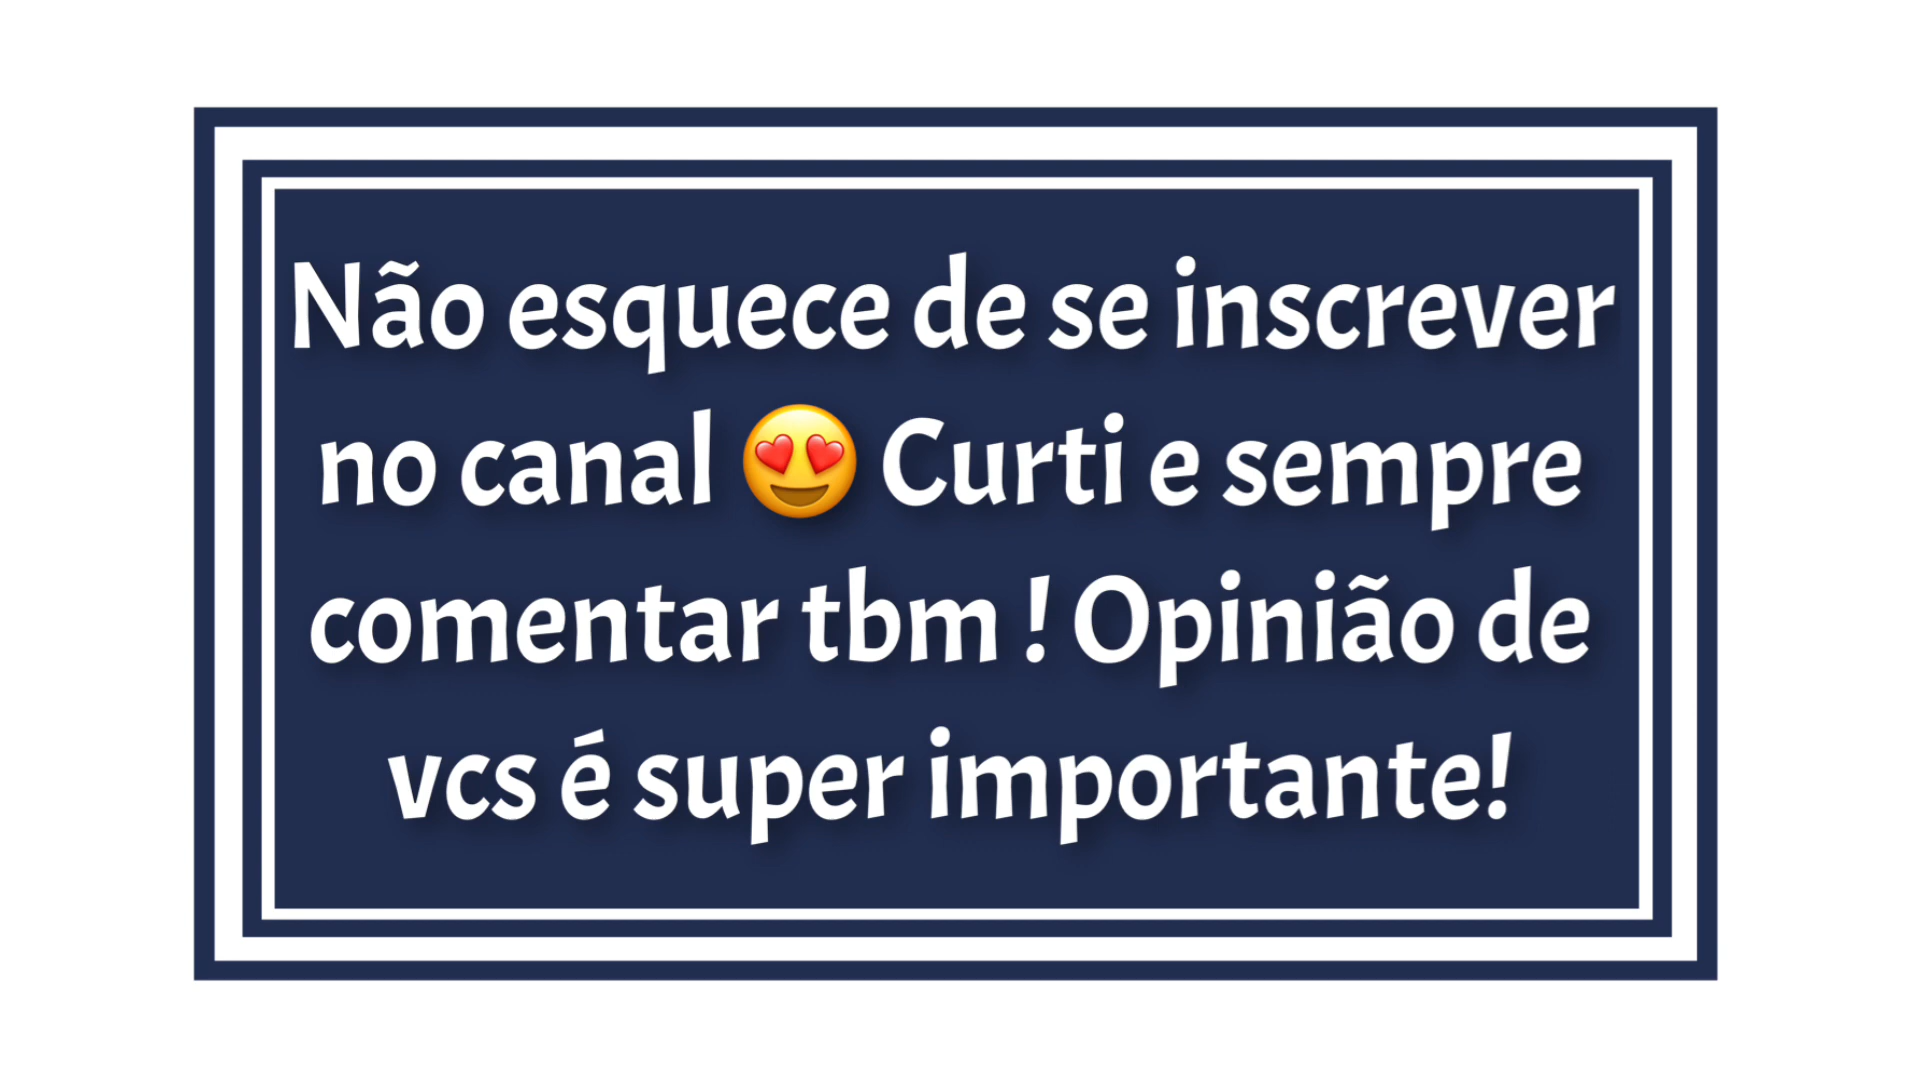 Não esquece de se inscrever
no canal 😍 Curti e sempre
comentar tbm ! Opinião de
vcs é super importante!